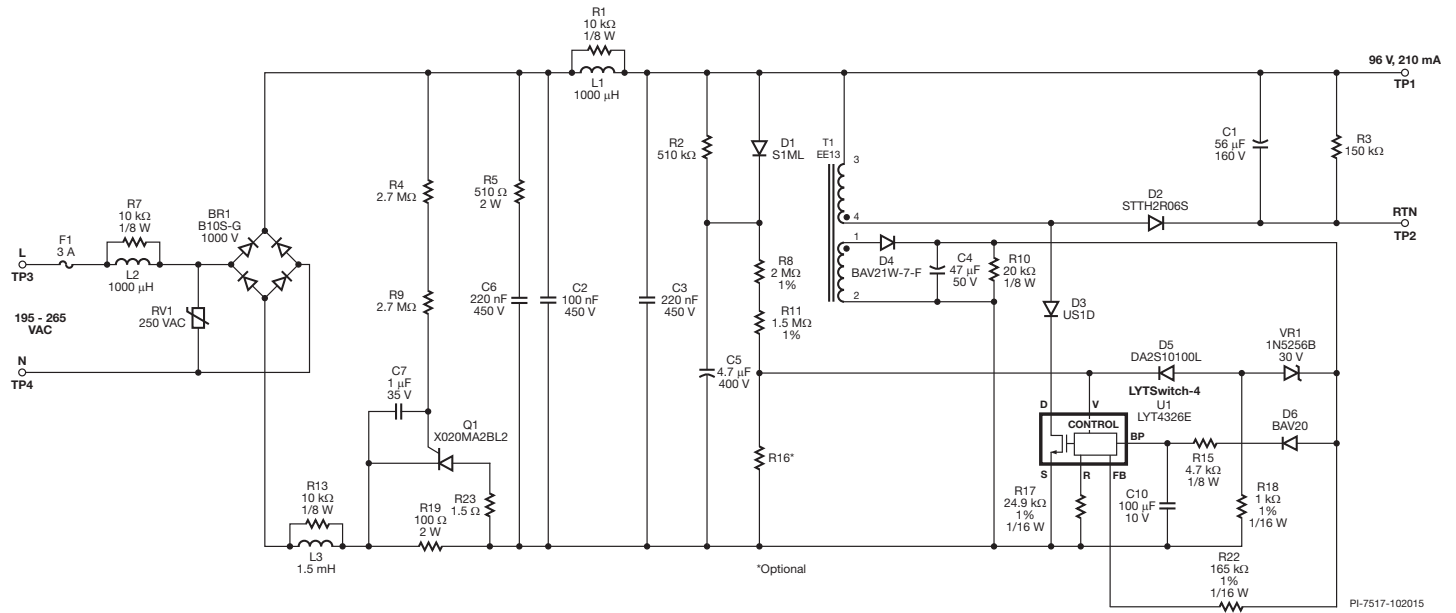 R1
10 kΩ
1/8 W
L1
1000 μH
96 V, 210 mA
TP1
R4
2.7 MΩ
R5
510 Ω
2 W
R2
510 kΩ
D1
S1ML
T1
EE13
3
4
1
2
C1
56 μF
160 V
R3
150 kΩ
D2
STTH2R06S
RTN
TP2
R7
10 kΩ
1/8 W
BR1
B10S-G
1000 V
F1
3 A
L
TP3
L2
1000 μH
RV1
250 VAC
195 - 265
VAC
N
TP4
R9
2.7 MΩ
C6
220 nF
450 V
C2
100 nF
450 V
C3
220 nF
450 V
R8
2 MΩ
1%
R11
1.5 MΩ
1%
D4
BAV21W-7-F
C4
47 μF
50 V
R10
20 kΩ
1/8 W
D3
US1D
C7
1 μF
35 V
Q1
X020MA2BL2
C5
4.7 μF
400 V
D5
DA2S10100L
VR1
1N5256B
30 V
LYTSwitch-4
U1
LYT4326E
D
V
CONTROL
BP
S
R
FB
D6
BAV20
R15
4.7 kΩ
1/8 W
R16*
R13
10 kΩ
1/8 W
L3
1.5 mH
R19
100 Ω
2 W
R23
1.5 Ω
R17
24.9 kΩ
1%
1/16 W
C10
100 μF
10 V
R18
1 kΩ
1%
1/16 W
R22
165 kΩ
1%
1/16 W
*Optional
PI-7517-102015